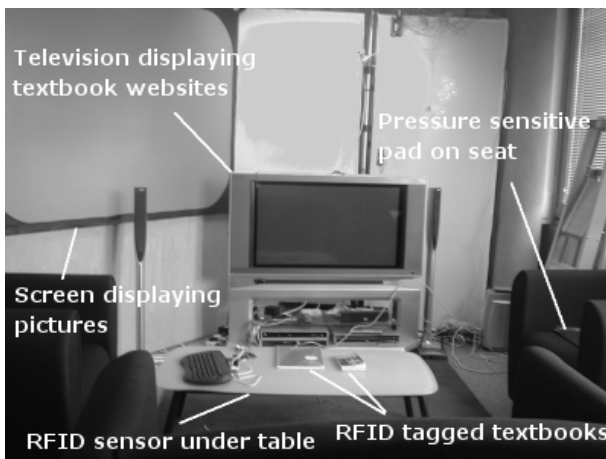 Television displaying
textbook websites
Pressure sensitive
pad on seat
Screen displaying
pictures
RFID sensor under table
RFID tagged textbooks